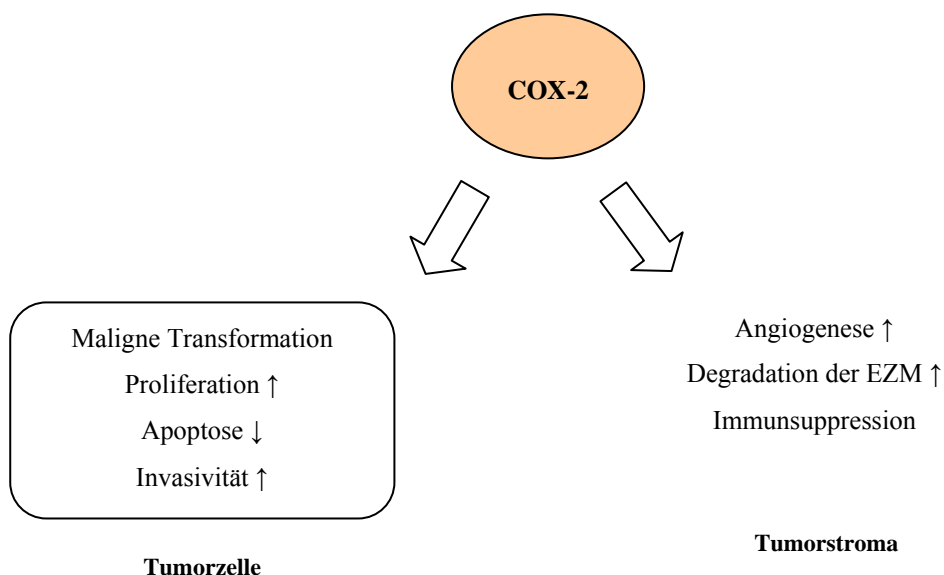 COX-2
Maligne Transformation
Proliferation ↑
Apoptose ↓
Invasivität ↑
Tumorzelle
Angiogenese ↑
Degradation der EZM ↑
Immunsuppression
Tumorstroma